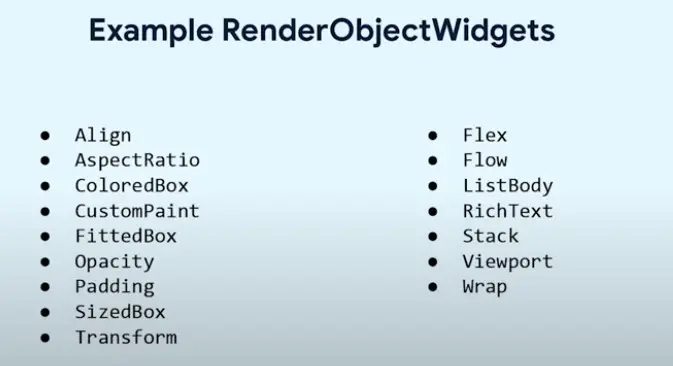 Example RenderObjectWidgets
● Align
● AspectRatio
● ColoredBox
● CustomPaint
● FittedBox
● Opacity
● Padding
● SizedBox
● Transform
● Flex
● Flow
● ListBody
● RichText
● Stack
● Viewport
● Wrap